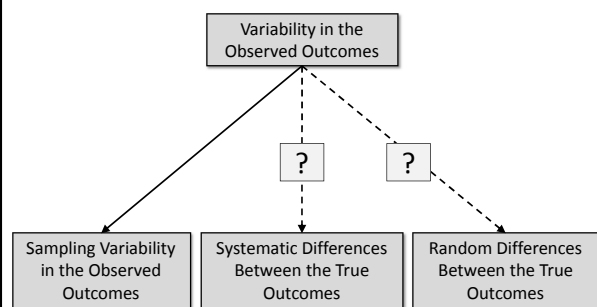 Variability in the
Observed Outcomes
?
?
Sampling Variability
in the Observed
Outcomes
Systematic Differences
Between the True
Outcomes
Random Differences
Between the True
Outcomes